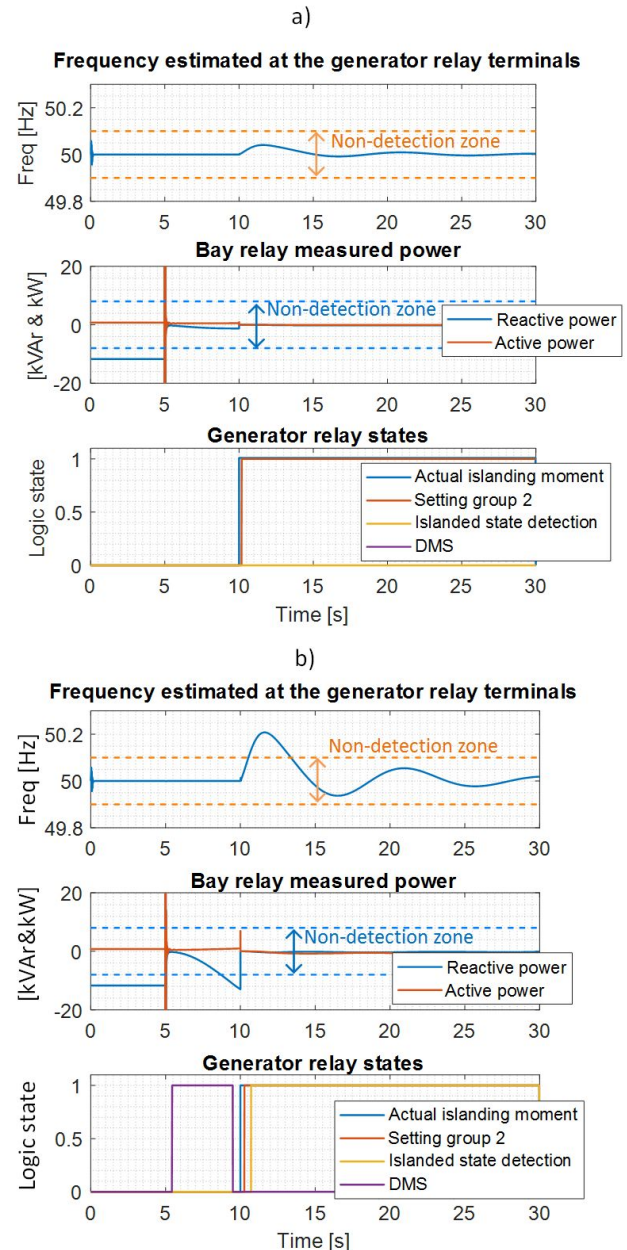 a)
Frequency estimated at the generator relay terminals
Freq [Hz]
50.2
50
49.8
Non-detection zone
0 5 10 15 20 25 30
Bay relay measured power
[kVAr & kW]
20
0
-20
Non-detection zone
Reactive power
Active power
0 5 10 15 20 25 30
Generator relay states
Logic state
1
0.5
0
Actual islanding moment
Setting group 2
Islanded state detection
DMS
0 5 10 15 20 25 30
Time [s]
b)
Frequency estimated at the generator relay terminals
Freq [Hz]
50.2
50
49.8
Non-detection zone
0 5 10 15 20 25 30
Bay relay measured power
[kVAr&kW]
20
0
-20
Non-detection zone
Reactive power
Active power
0 5 10 15 20 25 30
Generator relay states
Logic state
1
0.5
0
Actual islanding moment
Setting group 2
Islanded state detection
DMS
0 5 10 15 20 25 30
Time [s]